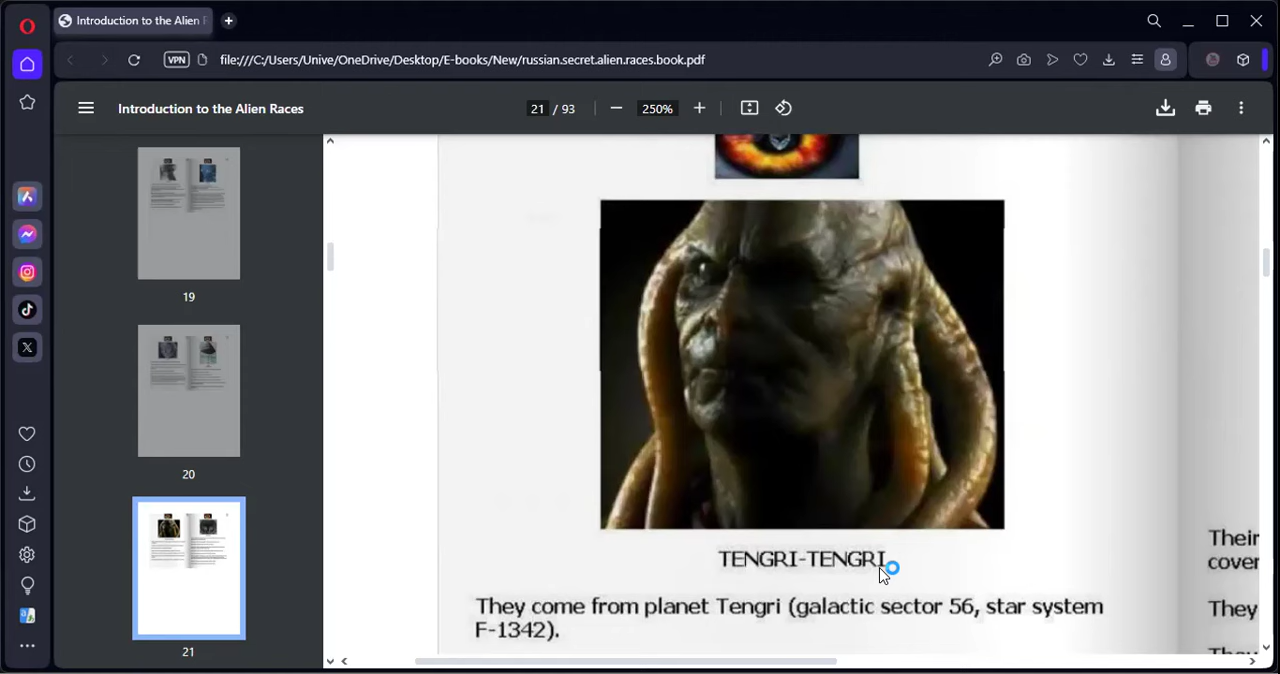 Introduction to the Alien R
VPN
file:///C:/Users/Unive/OneDrive/Desktop/E-books/New/russian.secret.alien.races.book.pdf
Introduction to the Alien Races
21 / 93
250%
19
20
21
TENGRI-TENGRI
They come from planet Tengri (galactic sector 56, star system
F-1342).
Their
cover
They